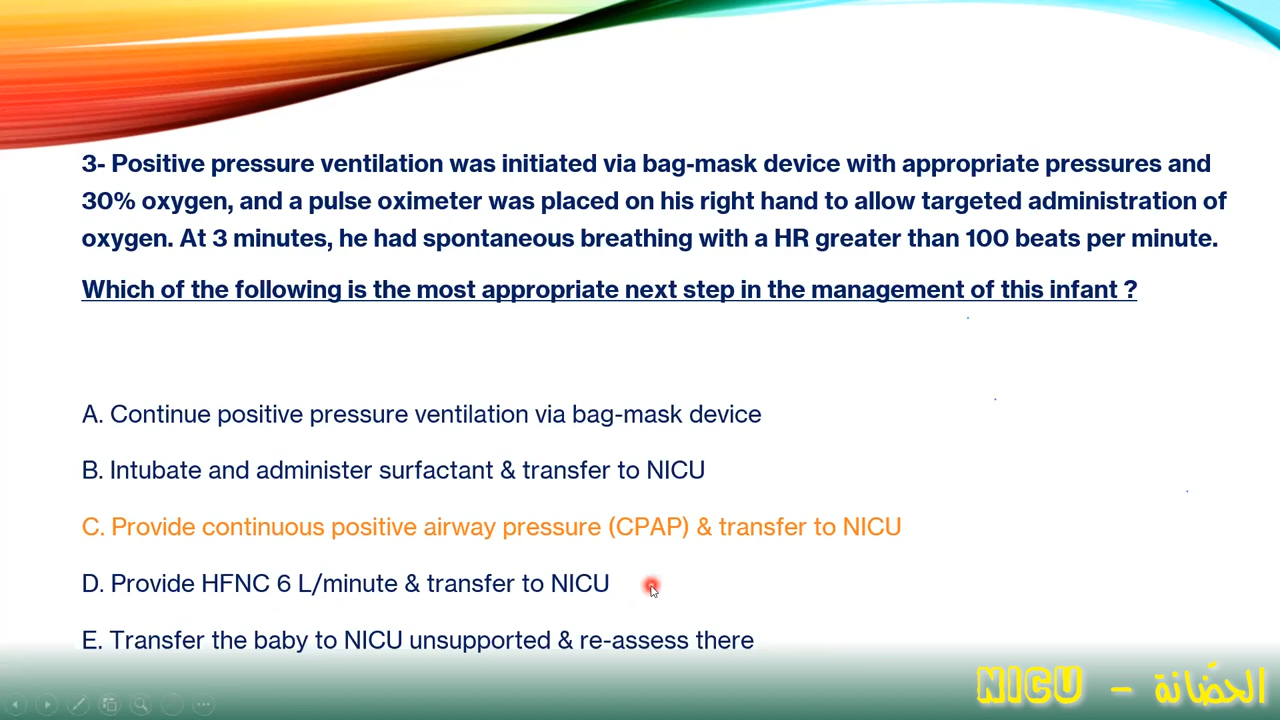 3- Positive pressure ventilation was initiated via bag-mask device with appropriate pressures and
30% oxygen, and a pulse oximeter was placed on his right hand to allow targeted administration of
oxygen. At 3 minutes, he had spontaneous breathing with a HR greater than 100 beats per minute.
Which of the following is the most appropriate next step in the management of this infant ?
A. Continue positive pressure ventilation via bag-mask device
B. Intubate and administer surfactant & transfer to NICU
C. Provide continuous positive airway pressure (CPAP) & transfer to NICU
D. Provide HFNC 6 L/minute & transfer to NICU
E. Transfer the baby to NICU unsupported & re-assess there
NICU - الحضّانة